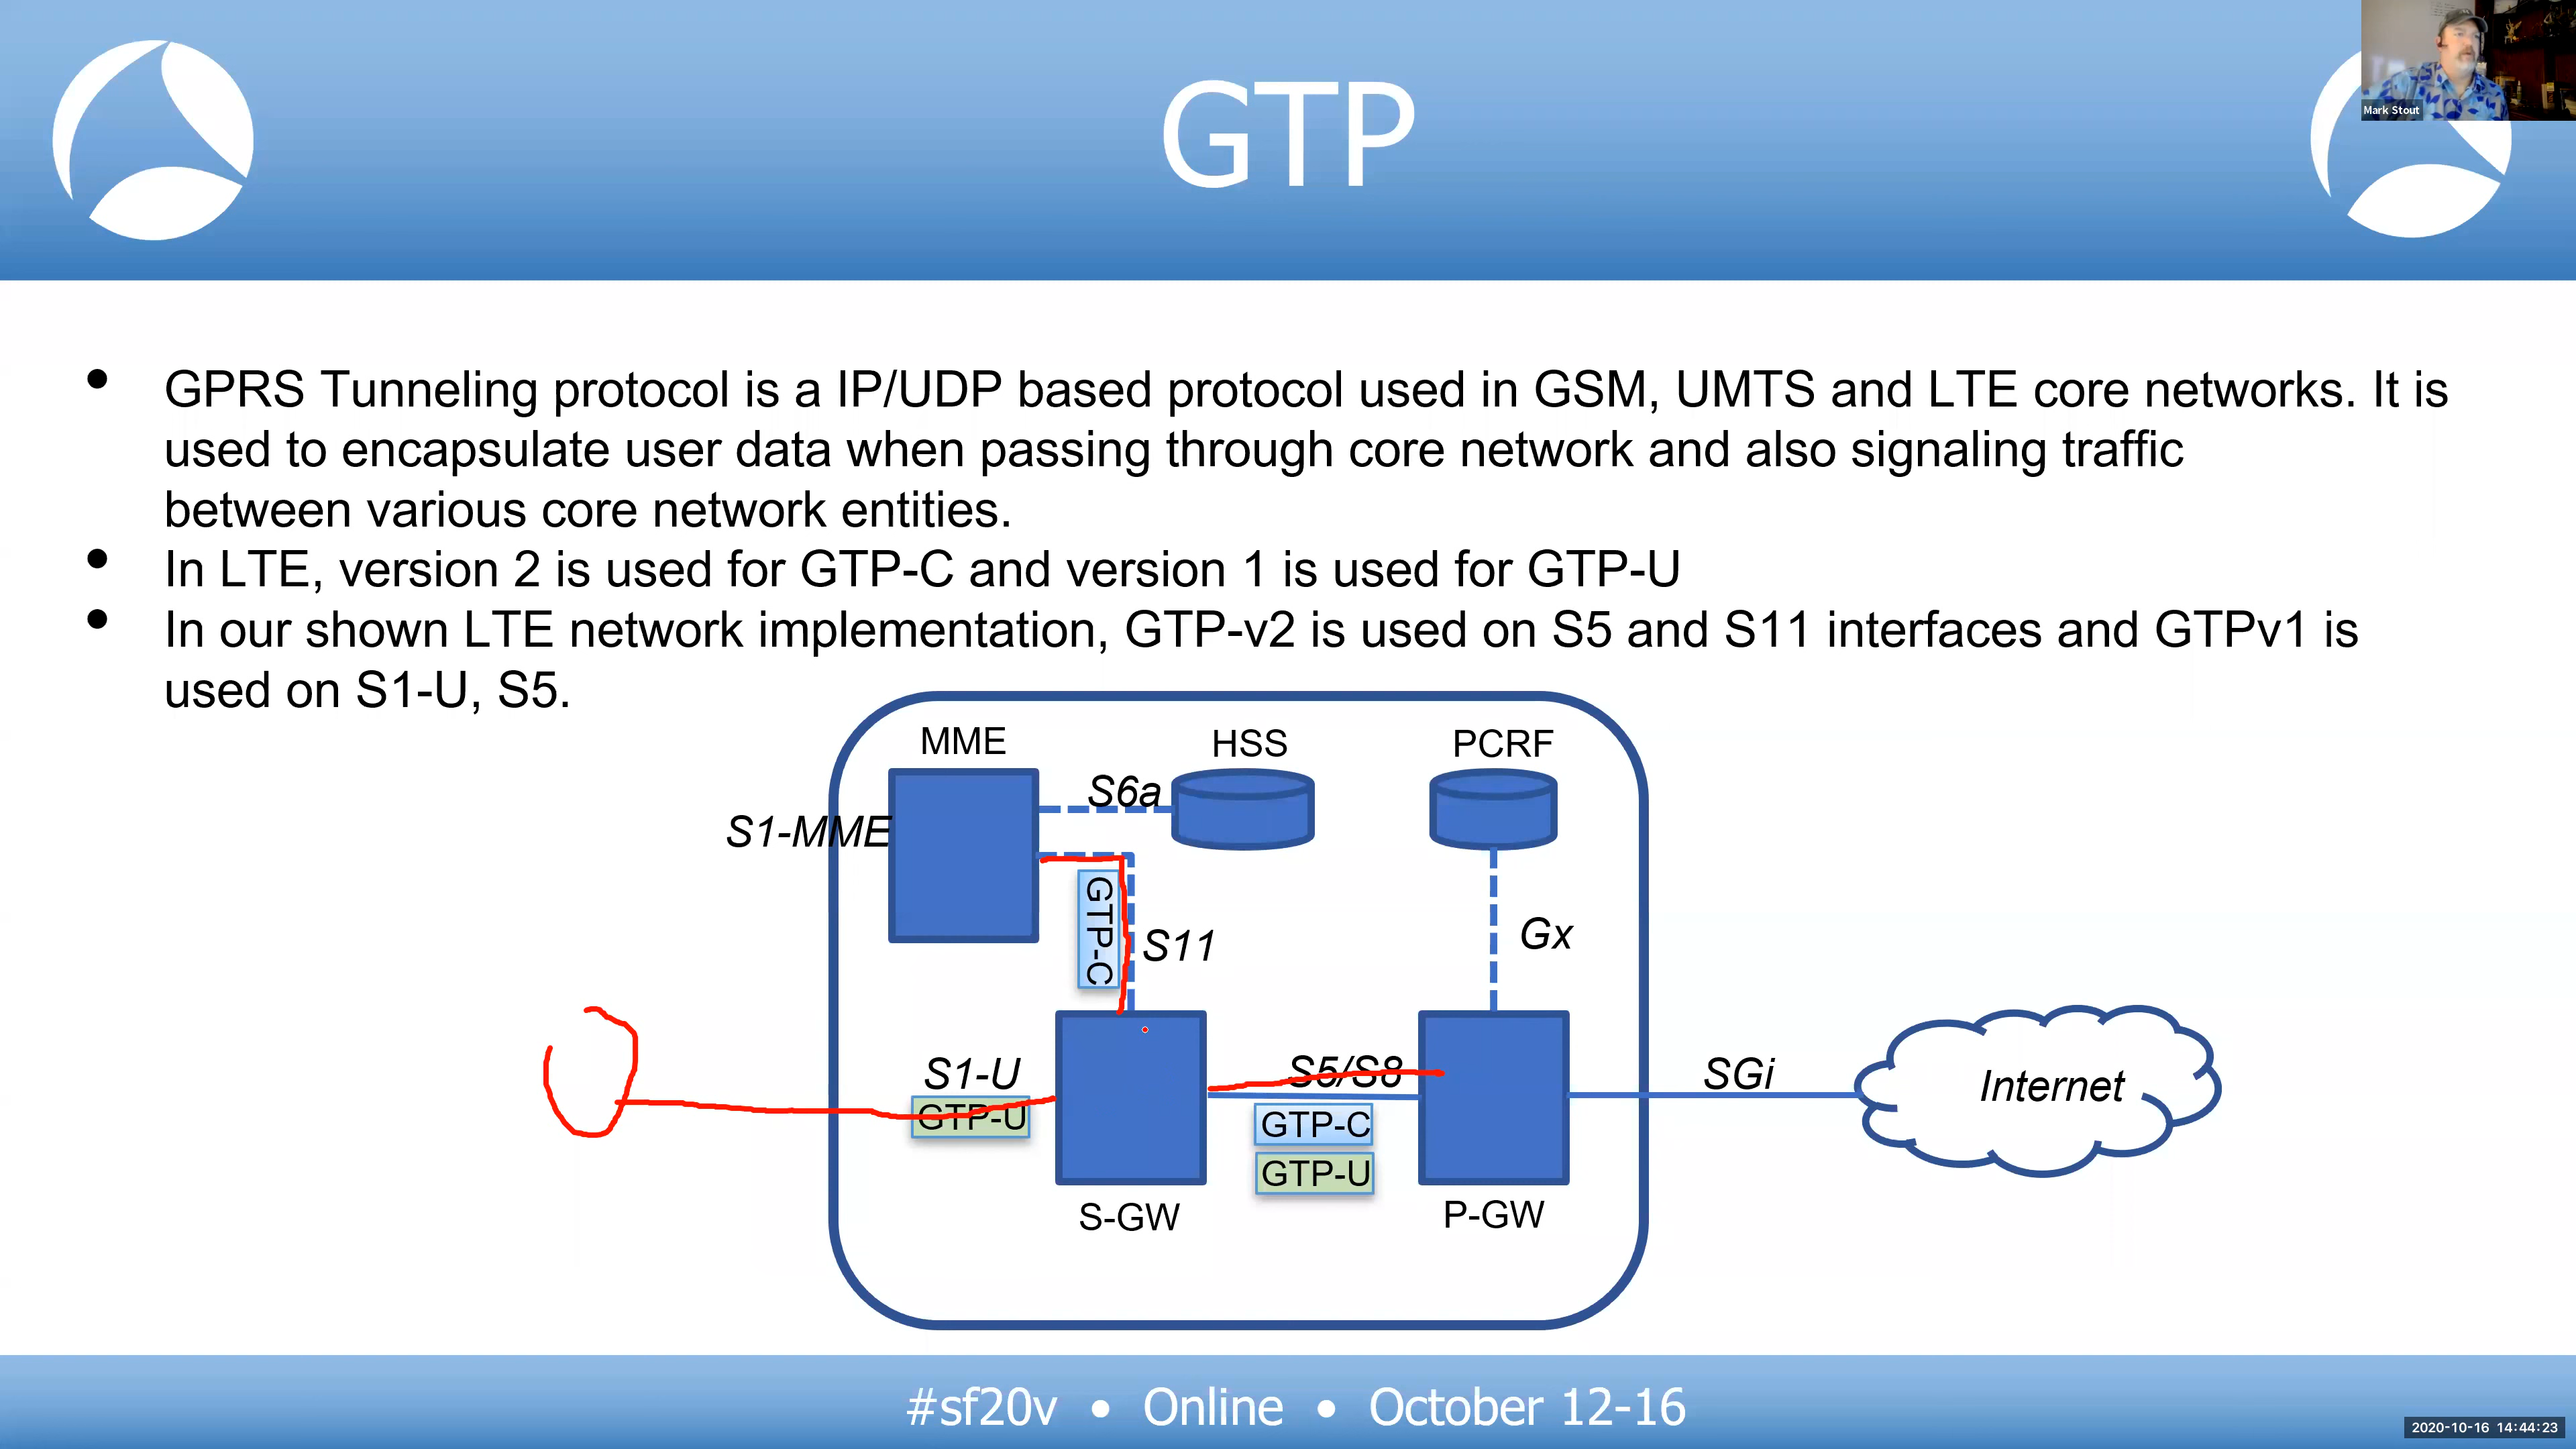 GTP
Mark Stout
• GPRS Tunneling protocol is a IP/UDP based protocol used in GSM, UMTS and LTE core networks. It is
used to encapsulate user data when passing through core network and also signaling traffic
between various core network entities.
• In LTE, version 2 is used for GTP-C and version 1 is used for GTP-U
• In our shown LTE network implementation, GTP-v2 is used on S5 and S11 interfaces and GTPv1 is
used on S1-U, S5.
MME
HSS
PCRF
S6a
S1-MME
GTP-C
S11
Gx
S1-U
GTP-U
S5/S8
GTP-C
GTP-U
SGi
Internet
S-GW
P-GW
#sf20v • Online • October 12-16
2020-10-16 14:44:23